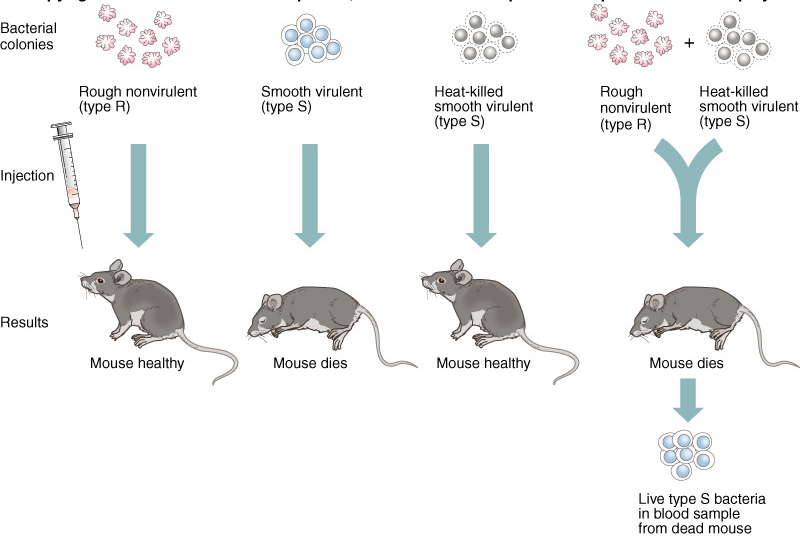 Bacterial
colonies
+
Rough nonvirulent
(type R)
Smooth virulent
(type S)
Heat-killed
smooth virulent
(type S)
Rough
nonvirulent
(type R)
Heat-killed
smooth virulent
(type S)
Injection
Results
Mouse healthy
Mouse dies
Mouse healthy
Mouse dies
Live type S bacteria
in blood sample
from dead mouse